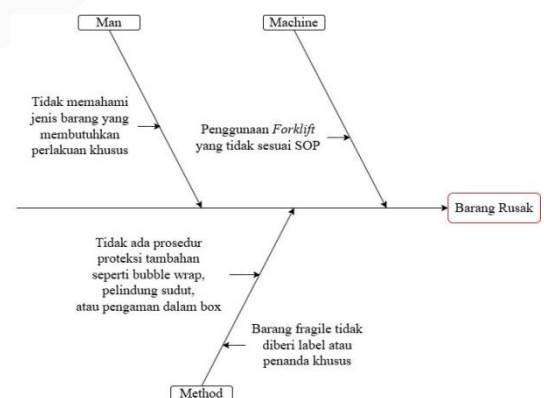 Man
Machine
Tidak memahami
jenis barang yang
membutuhkan
perlakuan khusus
Penggunaan Forklift
yang tidak sesuai SOP
Barang Rusak
Tidak ada prosedur
proteksi tambahan
seperti bubble wrap,
pelindung sudut,
atau pengaman dalam box
Barang fragile tidak
diberi label atau
penanda khusus
Method